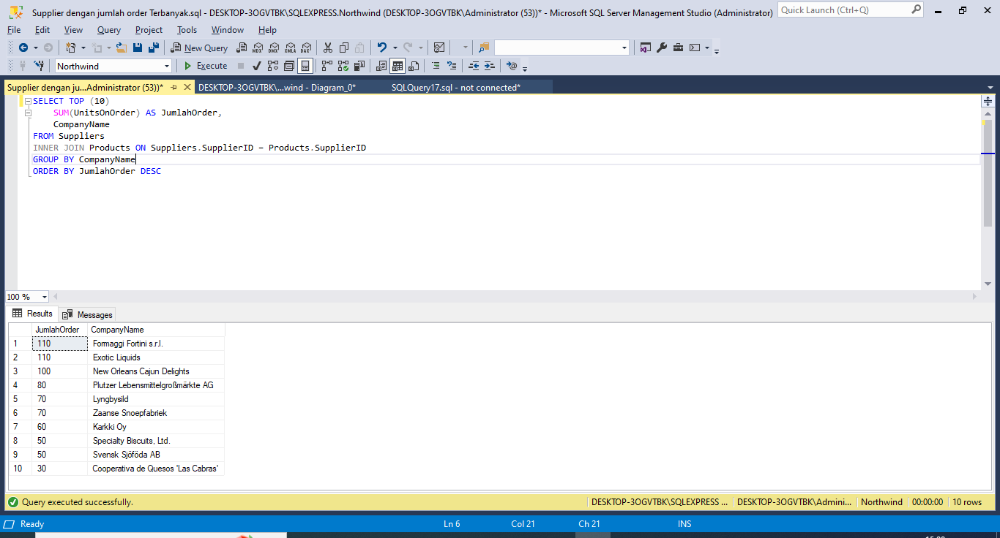 Supplier dengan jumlah order Terbanyak.sql - DESKTOP-3OGVTBK\SQLEXPRESS.Northwind (DESKTOP-3OGVTBK\Administrator (53))* - Microsoft SQL Server Management Studio (Administrator)
Quick Launch (Ctrl+Q)
File Edit View Query Project Tools Window Help
New Query MDX DMX XMLA DAX
Northwind Execute
Supplier dengan ju...Administrator (53))* DESKTOP-3OGVTBK\...wind - Diagram_0* SQLQuery17.sql - not connected*
SELECT TOP (10)
SUM(UnitsOnOrder) AS JumlahOrder,
CompanyName
FROM Suppliers
INNER JOIN Products ON Suppliers.SupplierID = Products.SupplierID
GROUP BY CompanyName
ORDER BY JumlahOrder DESC
100 %
Results Messages
JumlahOrder CompanyName
1 110 Formaggi Fortini s.r.l.
2 110 Exotic Liquids
3 100 New Orleans Cajun Delights
4 80 Plutzer Lebensmittelgroßmärkte AG
5 70 Lyngbysild
6 70 Zaanse Snoepfabriek
7 60 Karkki Oy
8 50 Specialty Biscuits, Ltd.
9 50 Svensk Sjöföda AB
10 30 Cooperativa de Quesos 'Las Cabras'
Query executed successfully. DESKTOP-3OGVTBK\SQLEXPRESS ... DESKTOP-3OGVTBK\Admini... Northwind 00:00:00 10 rows
Ready Ln 6 Col 21 Ch 21 INS